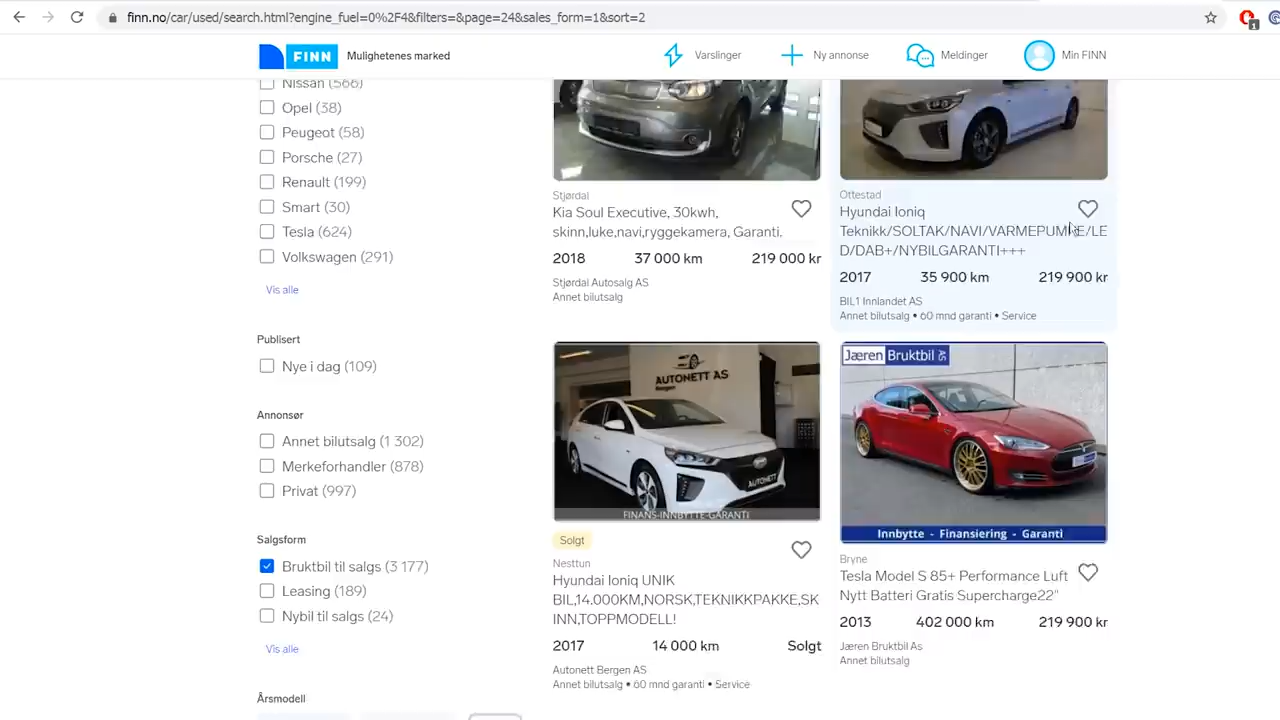 finn.no/car/used/search.html?engine_fuel=0%2F4&filters=&page=24&sales_form=1&sort=2
1
FINN
Mulighetenes marked
Varslinger
Ny annonse
Meldinger
Min FINN
Nissan (566)
Opel (38)
Peugeot (58)
Porsche (27)
Renault (199)
Smart (30)
Tesla (624)
Volkswagen (291)
Vis alle
Publisert
Nye i dag (109)
Annonsør
Annet bilutsalg (1 302)
Merkeforhandler (878)
Privat (997)
Salgsform
Bruktbil til salgs (3 177)
Leasing (189)
Nybil til salgs (24)
Vis alle
Årsmodell
Stjørdal
Kia Soul Executive, 30kwh,
skinn,luke,navi,ryggekamera, Garanti.
2018 37 000 km 219 000 kr
Stjørdal Autosalg AS
Annet bilutsalg
Ottestad
Hyundai Ioniq
Teknikk/SOLTAK/NAVI/VARMEPUMPE/LE
D/DAB+/NYBILGARANTI+++
2017 35 900 km 219 900 kr
BIL1 Innlandet AS
Annet bilutsalg • 60 mnd garanti • Service
AUTONETT AS
Bergen
AUTONETT
FINANS-INNBYTTE-GARANTI
Solgt
Nesttun
Hyundai Ioniq UNIK
BIL,14.000KM,NORSK,TEKNIKKPAKKE,SK
INN,TOPPMODELL!
2017 14 000 km Solgt
Autonett Bergen AS
Annet bilutsalg • 60 mnd garanti • Service
Jæren Bruktbil AS
Innbytte - Finansiering - Garanti
Bryne
Tesla Model S 85+ Performance Luft
Nytt Batteri Gratis Supercharge22"
2013 402 000 km 219 900 kr
Jæren Bruktbil As
Annet bilutsalg